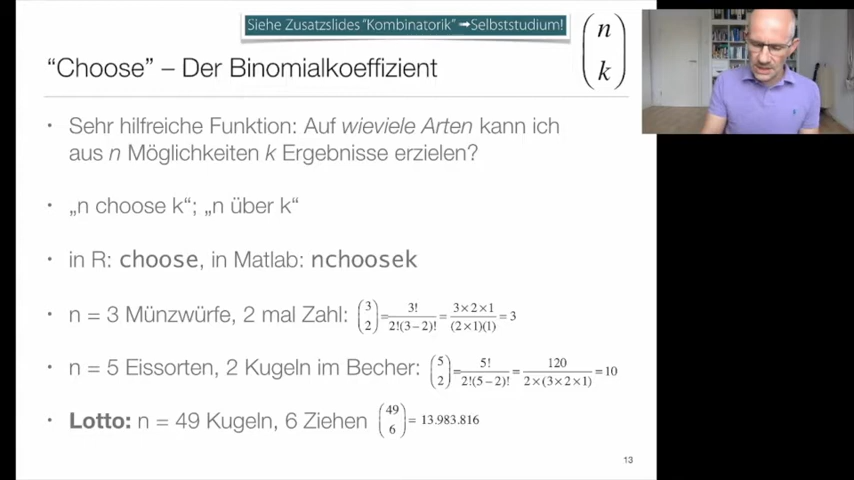 Siehe Zusatzslides "Kombinatorik" ➞Selbststudium!
"Choose" – Der Binomialkoeffizient
(n k)
• Sehr hilfreiche Funktion: Auf wieviele Arten kann ich
aus n Möglichkeiten k Ergebnisse erzielen?
• „n choose k“; „n über k“
• in R: choose, in Matlab: nchoosek
• n = 3 Münzwürfe, 2 mal Zahl: (3 2) = 3! / 2!(3−2)! = 3×2×1 / (2×1)(1) = 3
• n = 5 Eissorten, 2 Kugeln im Becher: (5 2) = 5! / 2!(5−2)! = 120 / 2×(3×2×1) = 10
• Lotto: n = 49 Kugeln, 6 Ziehen (49 6) = 13.983.816
13